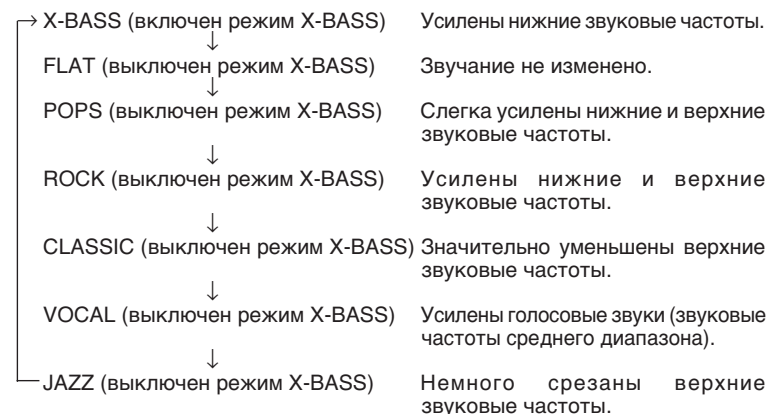 X-BASS (включен режим X-BASS) Усилены нижние звуковые частоты.
FLAT (выключен режим X-BASS) Звучание не изменено.
POPS (выключен режим X-BASS) Слегка усилены нижние и верхние
звуковые частоты.
ROCK (выключен режим X-BASS) Усилены нижние и верхние
звуковые частоты.
CLASSIC (выключен режим X-BASS) Значительно уменьшены верхние
звуковые частоты.
VOCAL (выключен режим X-BASS) Усилены голосовые звуки (звуковые
частоты среднего диапазона).
JAZZ (выключен режим X-BASS) Немного срезаны верхние
звуковые частоты.